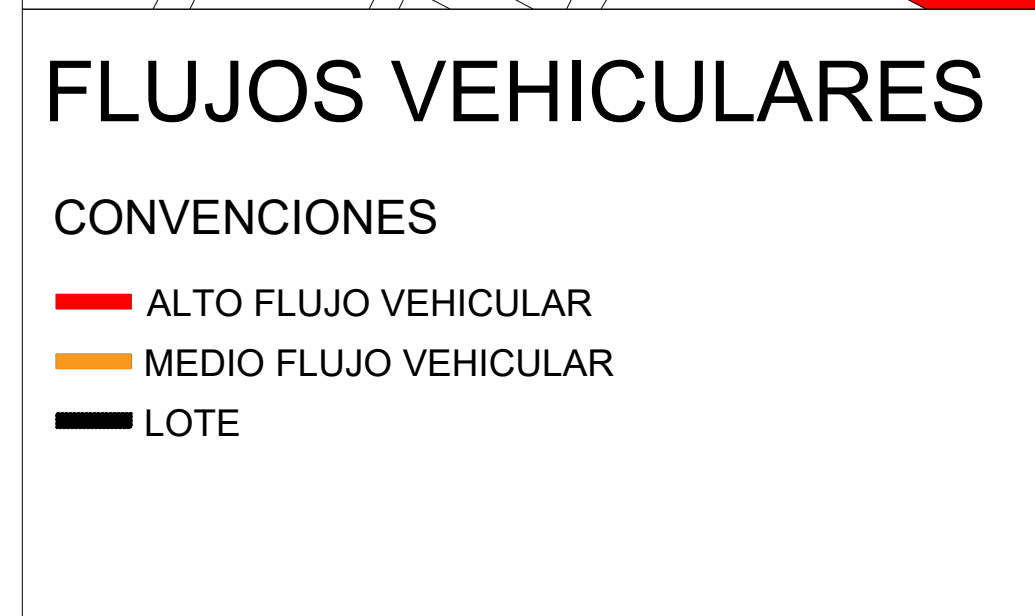 FLUJOS VEHICULARES
CONVENCIONES
ALTO FLUJO VEHICULAR
MEDIO FLUJO VEHICULAR
LOTE